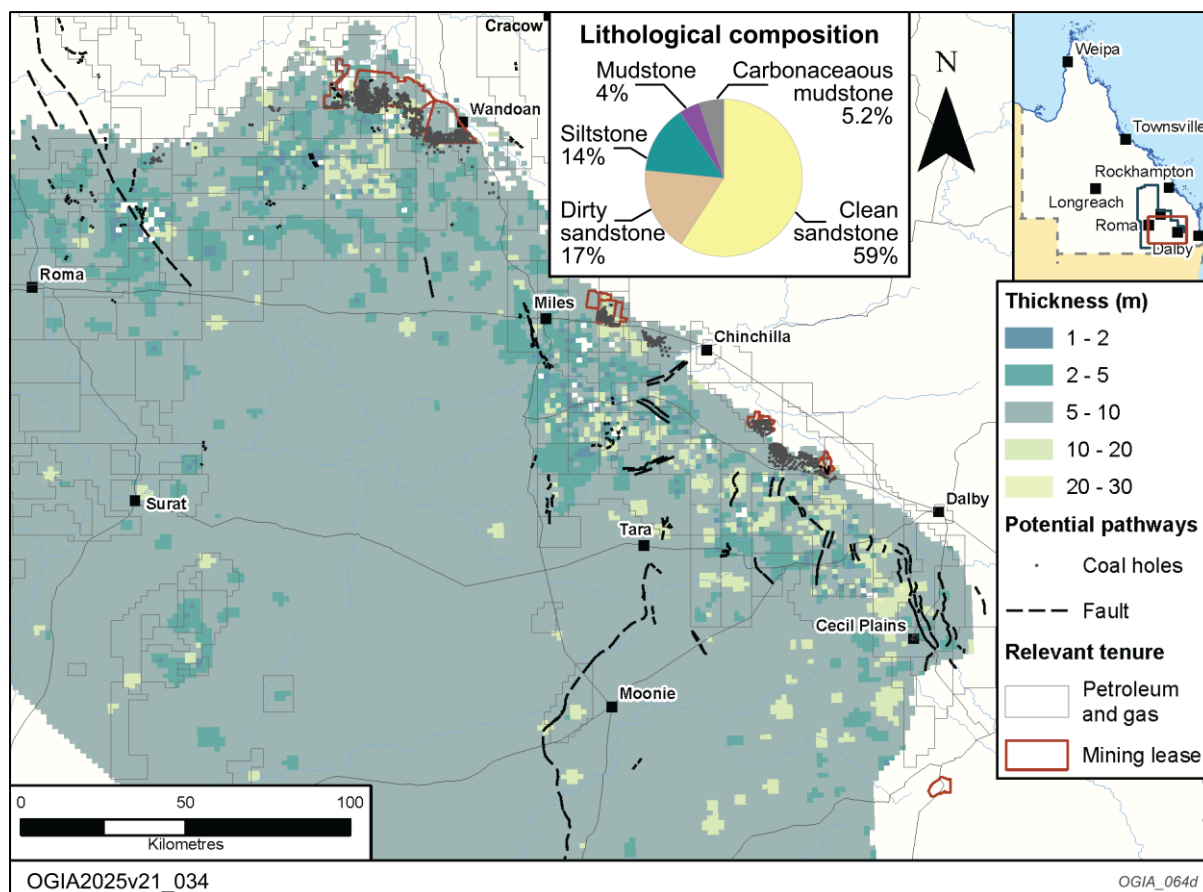 Cracow
Wandoan
Roma
Miles
Chinchilla
Surat
Tara
Dalby
Cecil Plains
Moonie
Lithological composition
Mudstone
4%
Carbonaceaous
mudstone
5.2%
Siltstone
14%
Dirty
sandstone
17%
Clean
sandstone
59%
N
Weipa
Townsville
Rockhampton
Longreach
Roma
Dalby
Thickness (m)
1 - 2
2 - 5
5 - 10
10 - 20
20 - 30
Potential pathways
Coal holes
Fault
Relevant tenure
Petroleum
and gas
Mining lease
0 50 100
Kilometres
OGIA2025v21_034
OGIA_064d